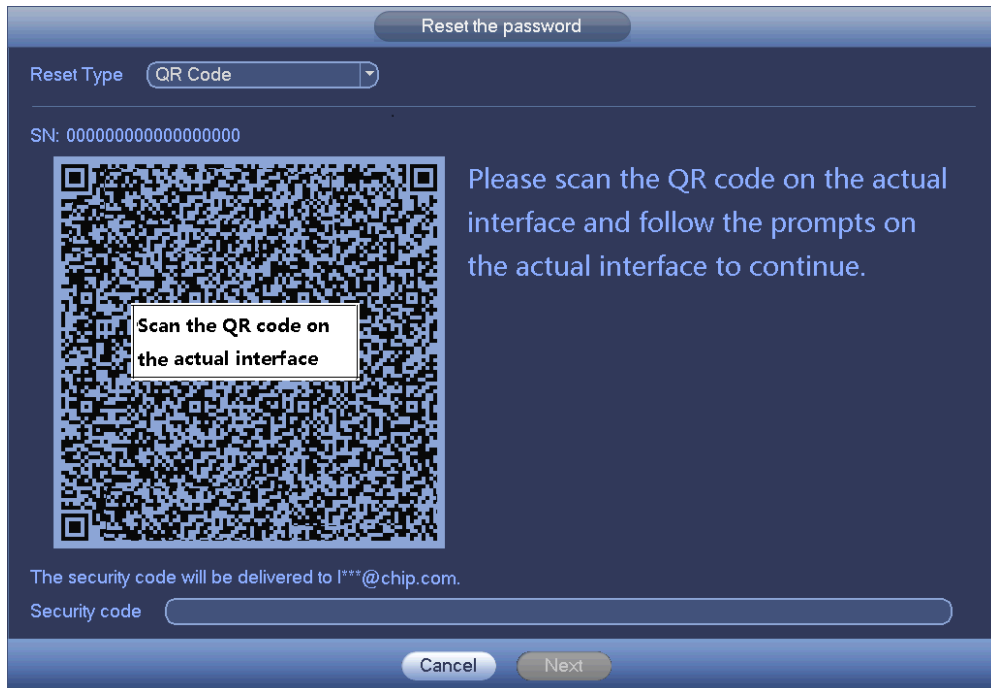 Reset the password
Reset Type QR Code
SN: 000000000000000000
Please scan the QR code on the actual
interface and follow the prompts on
the actual interface to continue.
Scan the QR code on
the actual interface
The security code will be delivered to l***@chip.com.
Security code
Cancel Next